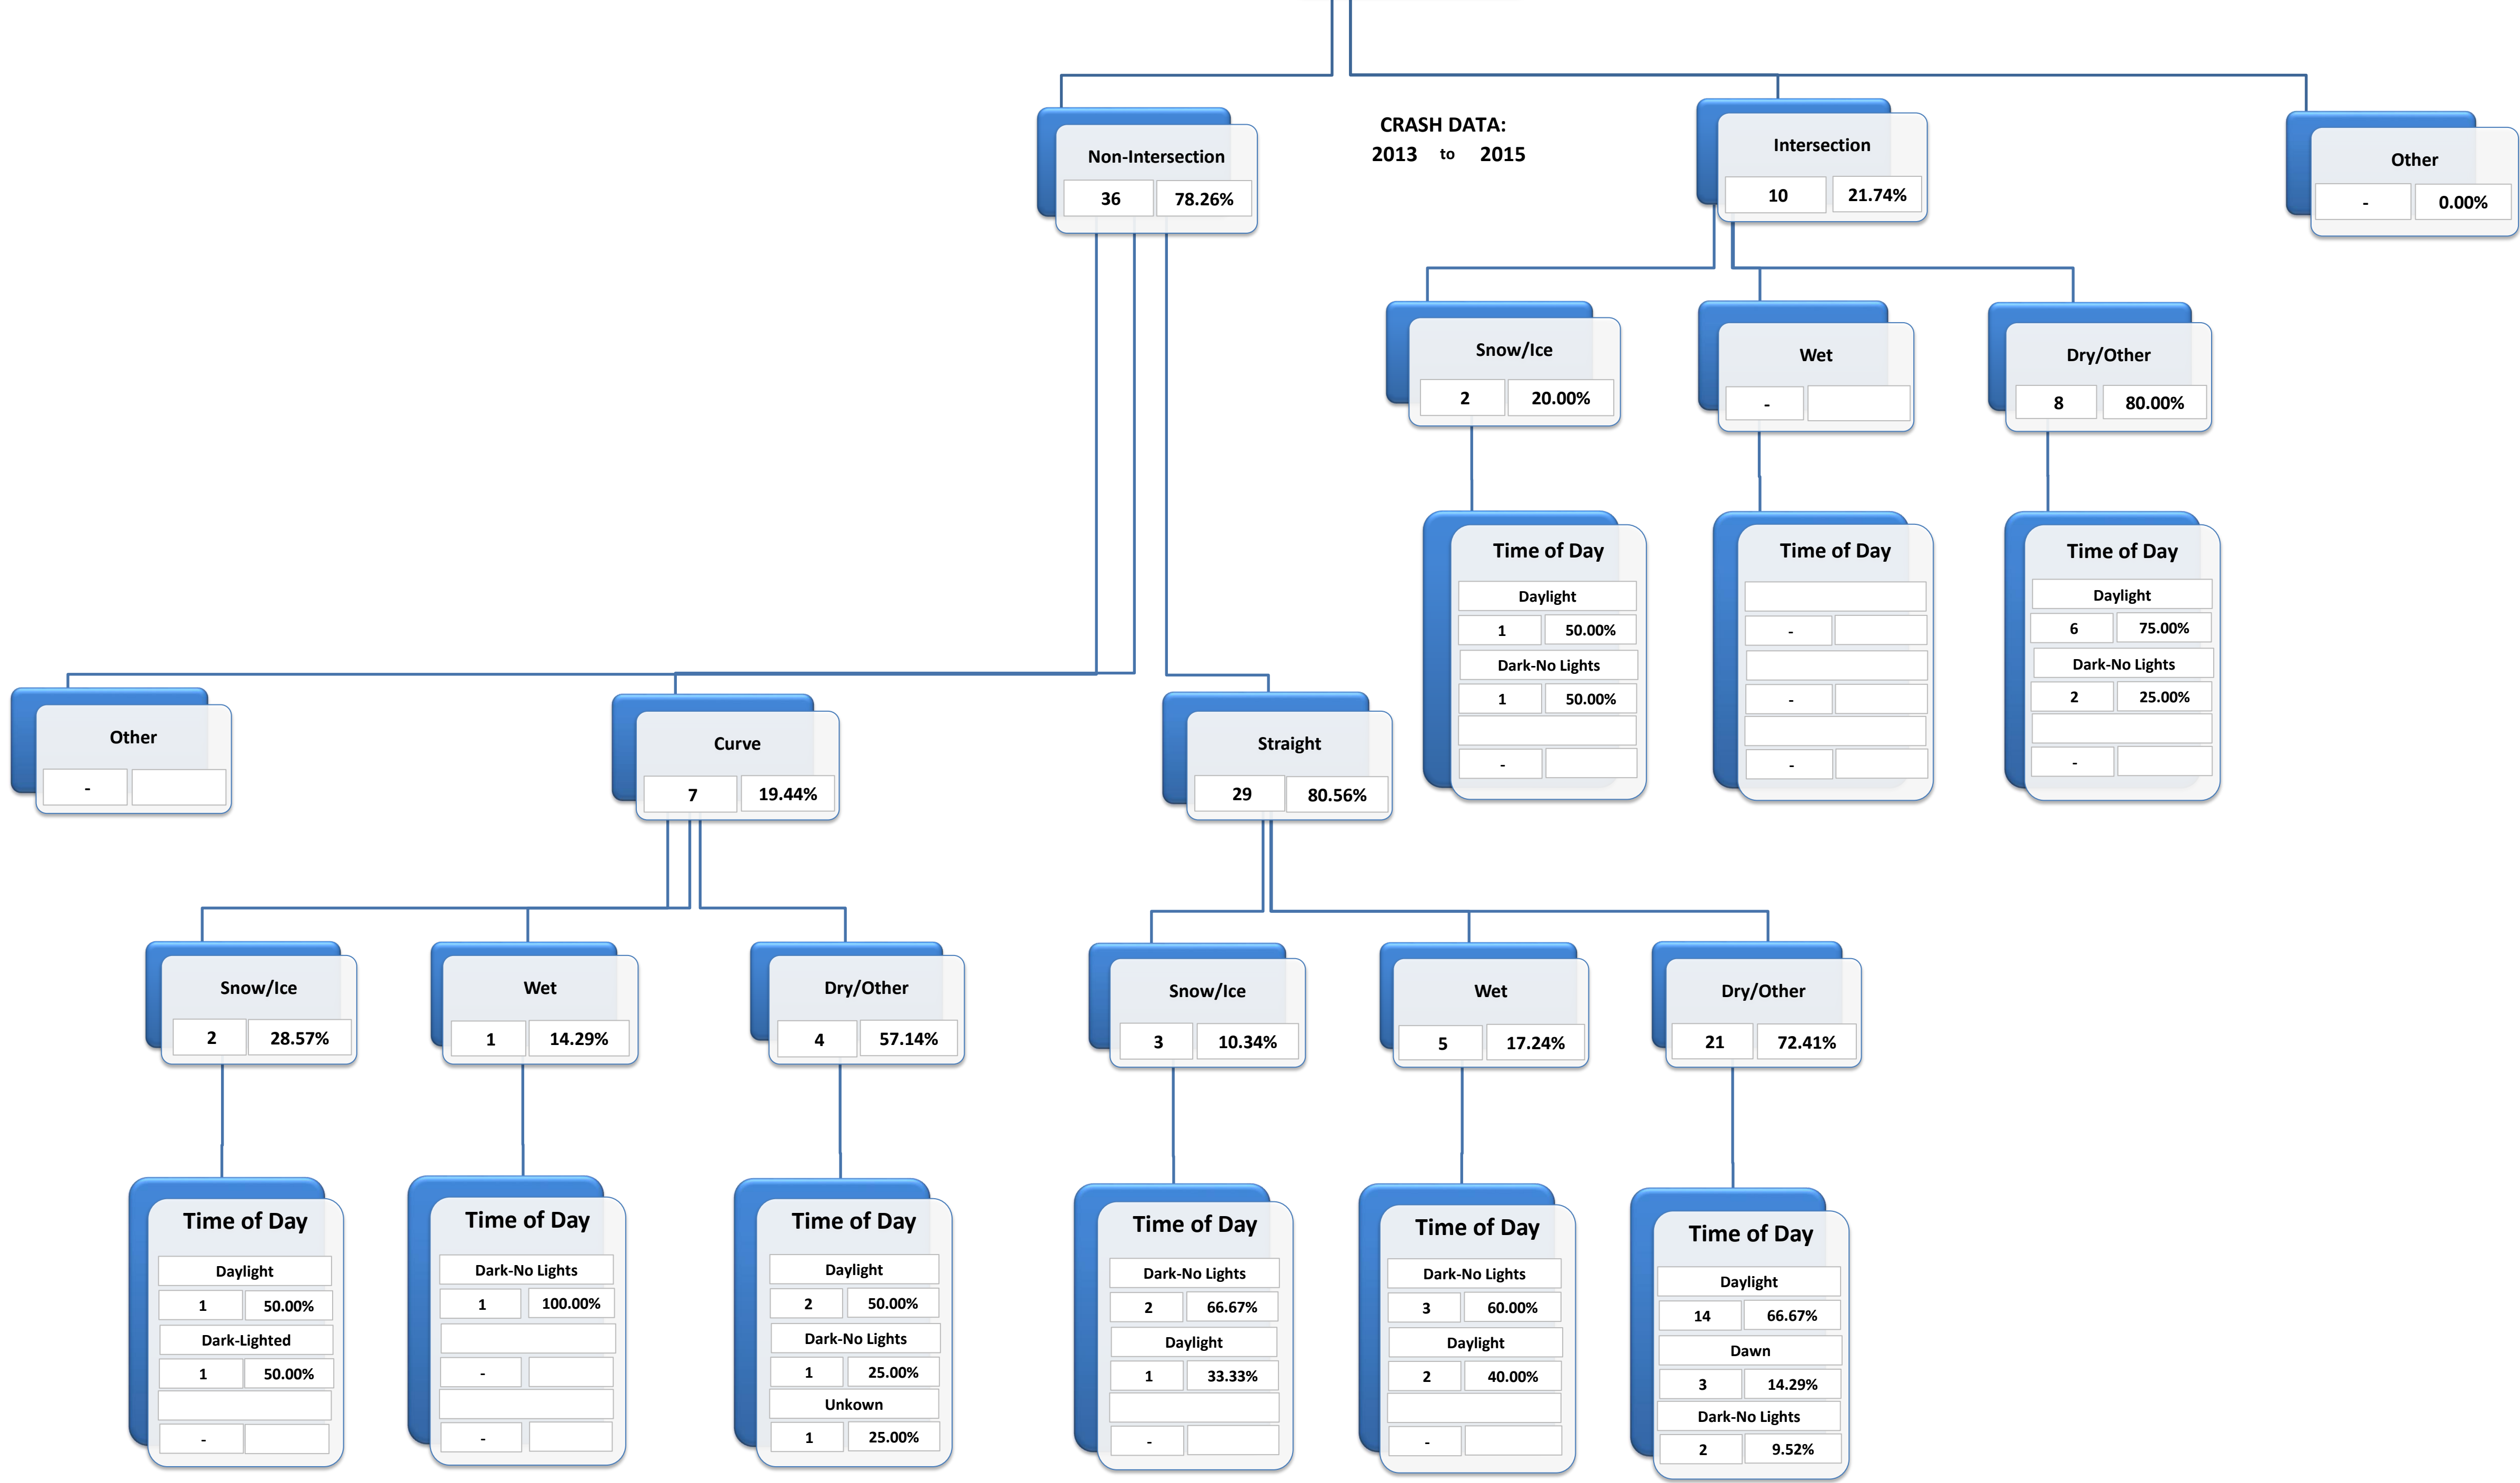 CRASH DATA:
2013 to 2015
Non-Intersection
36 78.26%
Intersection
10 21.74%
Other
- 0.00%
Snow/Ice
2 20.00%
Wet
-
Dry/Other
8 80.00%
Time of Day
Daylight
1 50.00%
Dark-No Lights
1 50.00%
-
Time of Day
-
-
-
Time of Day
Daylight
6 75.00%
Dark-No Lights
2 25.00%
-
Other
-
Curve
7 19.44%
Straight
29 80.56%
Snow/Ice
2 28.57%
Wet
1 14.29%
Dry/Other
4 57.14%
Snow/Ice
3 10.34%
Wet
5 17.24%
Dry/Other
21 72.41%
Time of Day
Daylight
1 50.00%
Dark-Lighted
1 50.00%
-
Time of Day
Dark-No Lights
1 100.00%
-
-
Time of Day
Daylight
2 50.00%
Dark-No Lights
1 25.00%
Unkown
1 25.00%
Time of Day
Dark-No Lights
2 66.67%
Daylight
1 33.33%
-
Time of Day
Dark-No Lights
3 60.00%
Daylight
2 40.00%
-
Time of Day
Daylight
14 66.67%
Dawn
3 14.29%
Dark-No Lights
2 9.52%